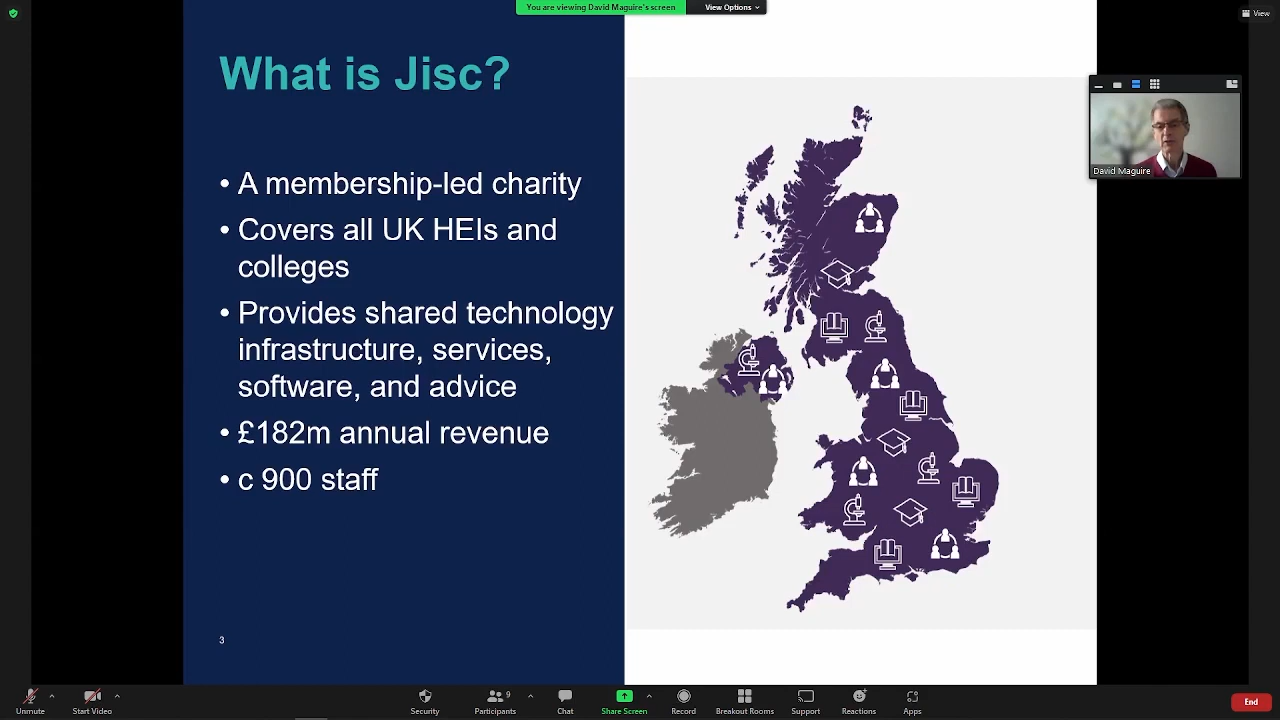 You are viewing David Maguire's screen
View Options
View
What is Jisc?
• A membership-led charity
• Covers all UK HEIs and
colleges
• Provides shared technology
infrastructure, services,
software, and advice
• £182m annual revenue
• c 900 staff
3
David Maguire
Unmute
Start Video
Security
Participants
9
Chat
Share Screen
Record
Breakout Rooms
Support
Reactions
Apps
End